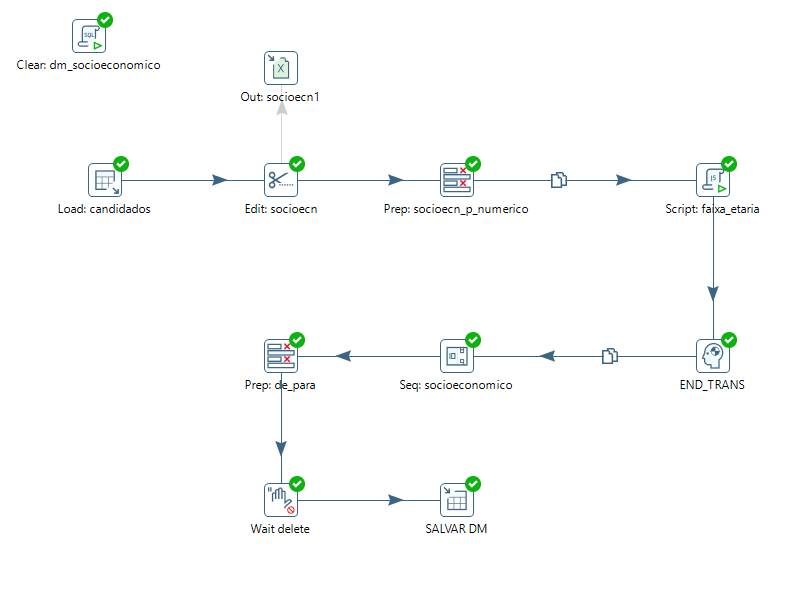 SQL
Clear: dm_socioeconomico
X
Out: socioecn1
Load: candidados
Edit: socioecn
Prep: socioecn_p_numerico
JS
Script: faixa_etaria
Prep: de_para
ID
Seq: socioeconomico
END_TRANS
Wait delete
SALVAR DM